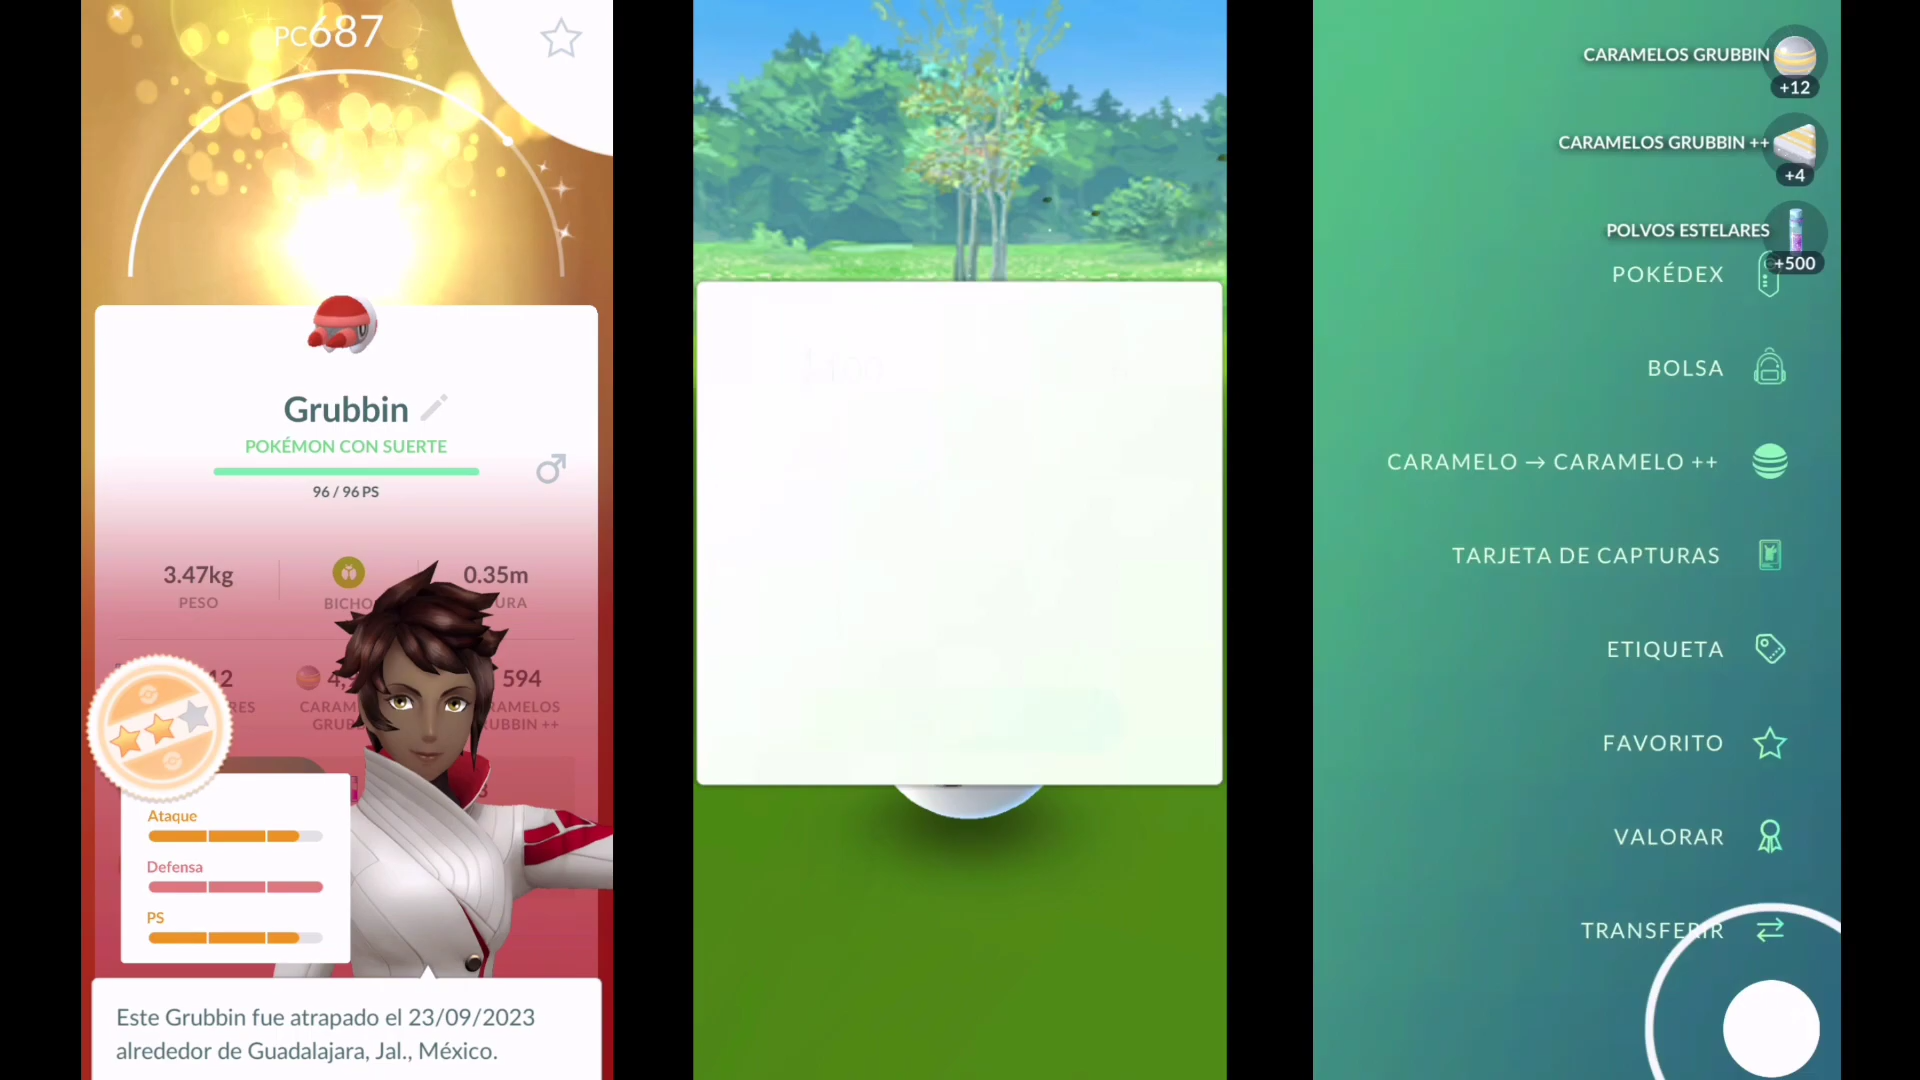 PC687
Grubbin
POKÉMON CON SUERTE
96 / 96 PS
3.47kg
0.35m
PESO
BICHO
594
Ataque
Defensa
PS
Este Grubbin fue atrapado el 23/09/2023
alrededor de Guadalajara, Jal., México.
CARAMELOS GRUBBIN
+12
CARAMELOS GRUBBIN ++
+4
POLVOS ESTELARES
+500
POKÉDEX
BOLSA
CARAMELO → CARAMELO ++
TARJETA DE CAPTURAS
ETIQUETA
FAVORITO
VALORAR
TRANSFERIR